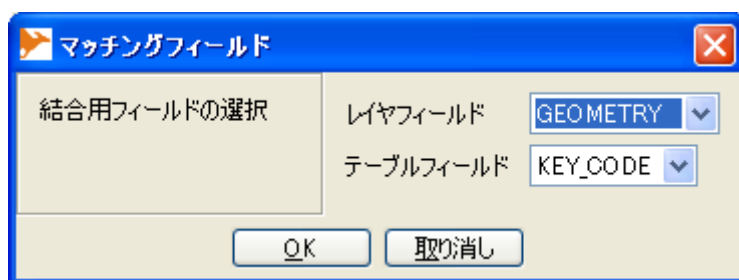 マッチングフィールド
結合用フィールドの選択
レイヤフィールド GEOMETRY
テーブルフィールド KEY_CODE
OK 取り消し